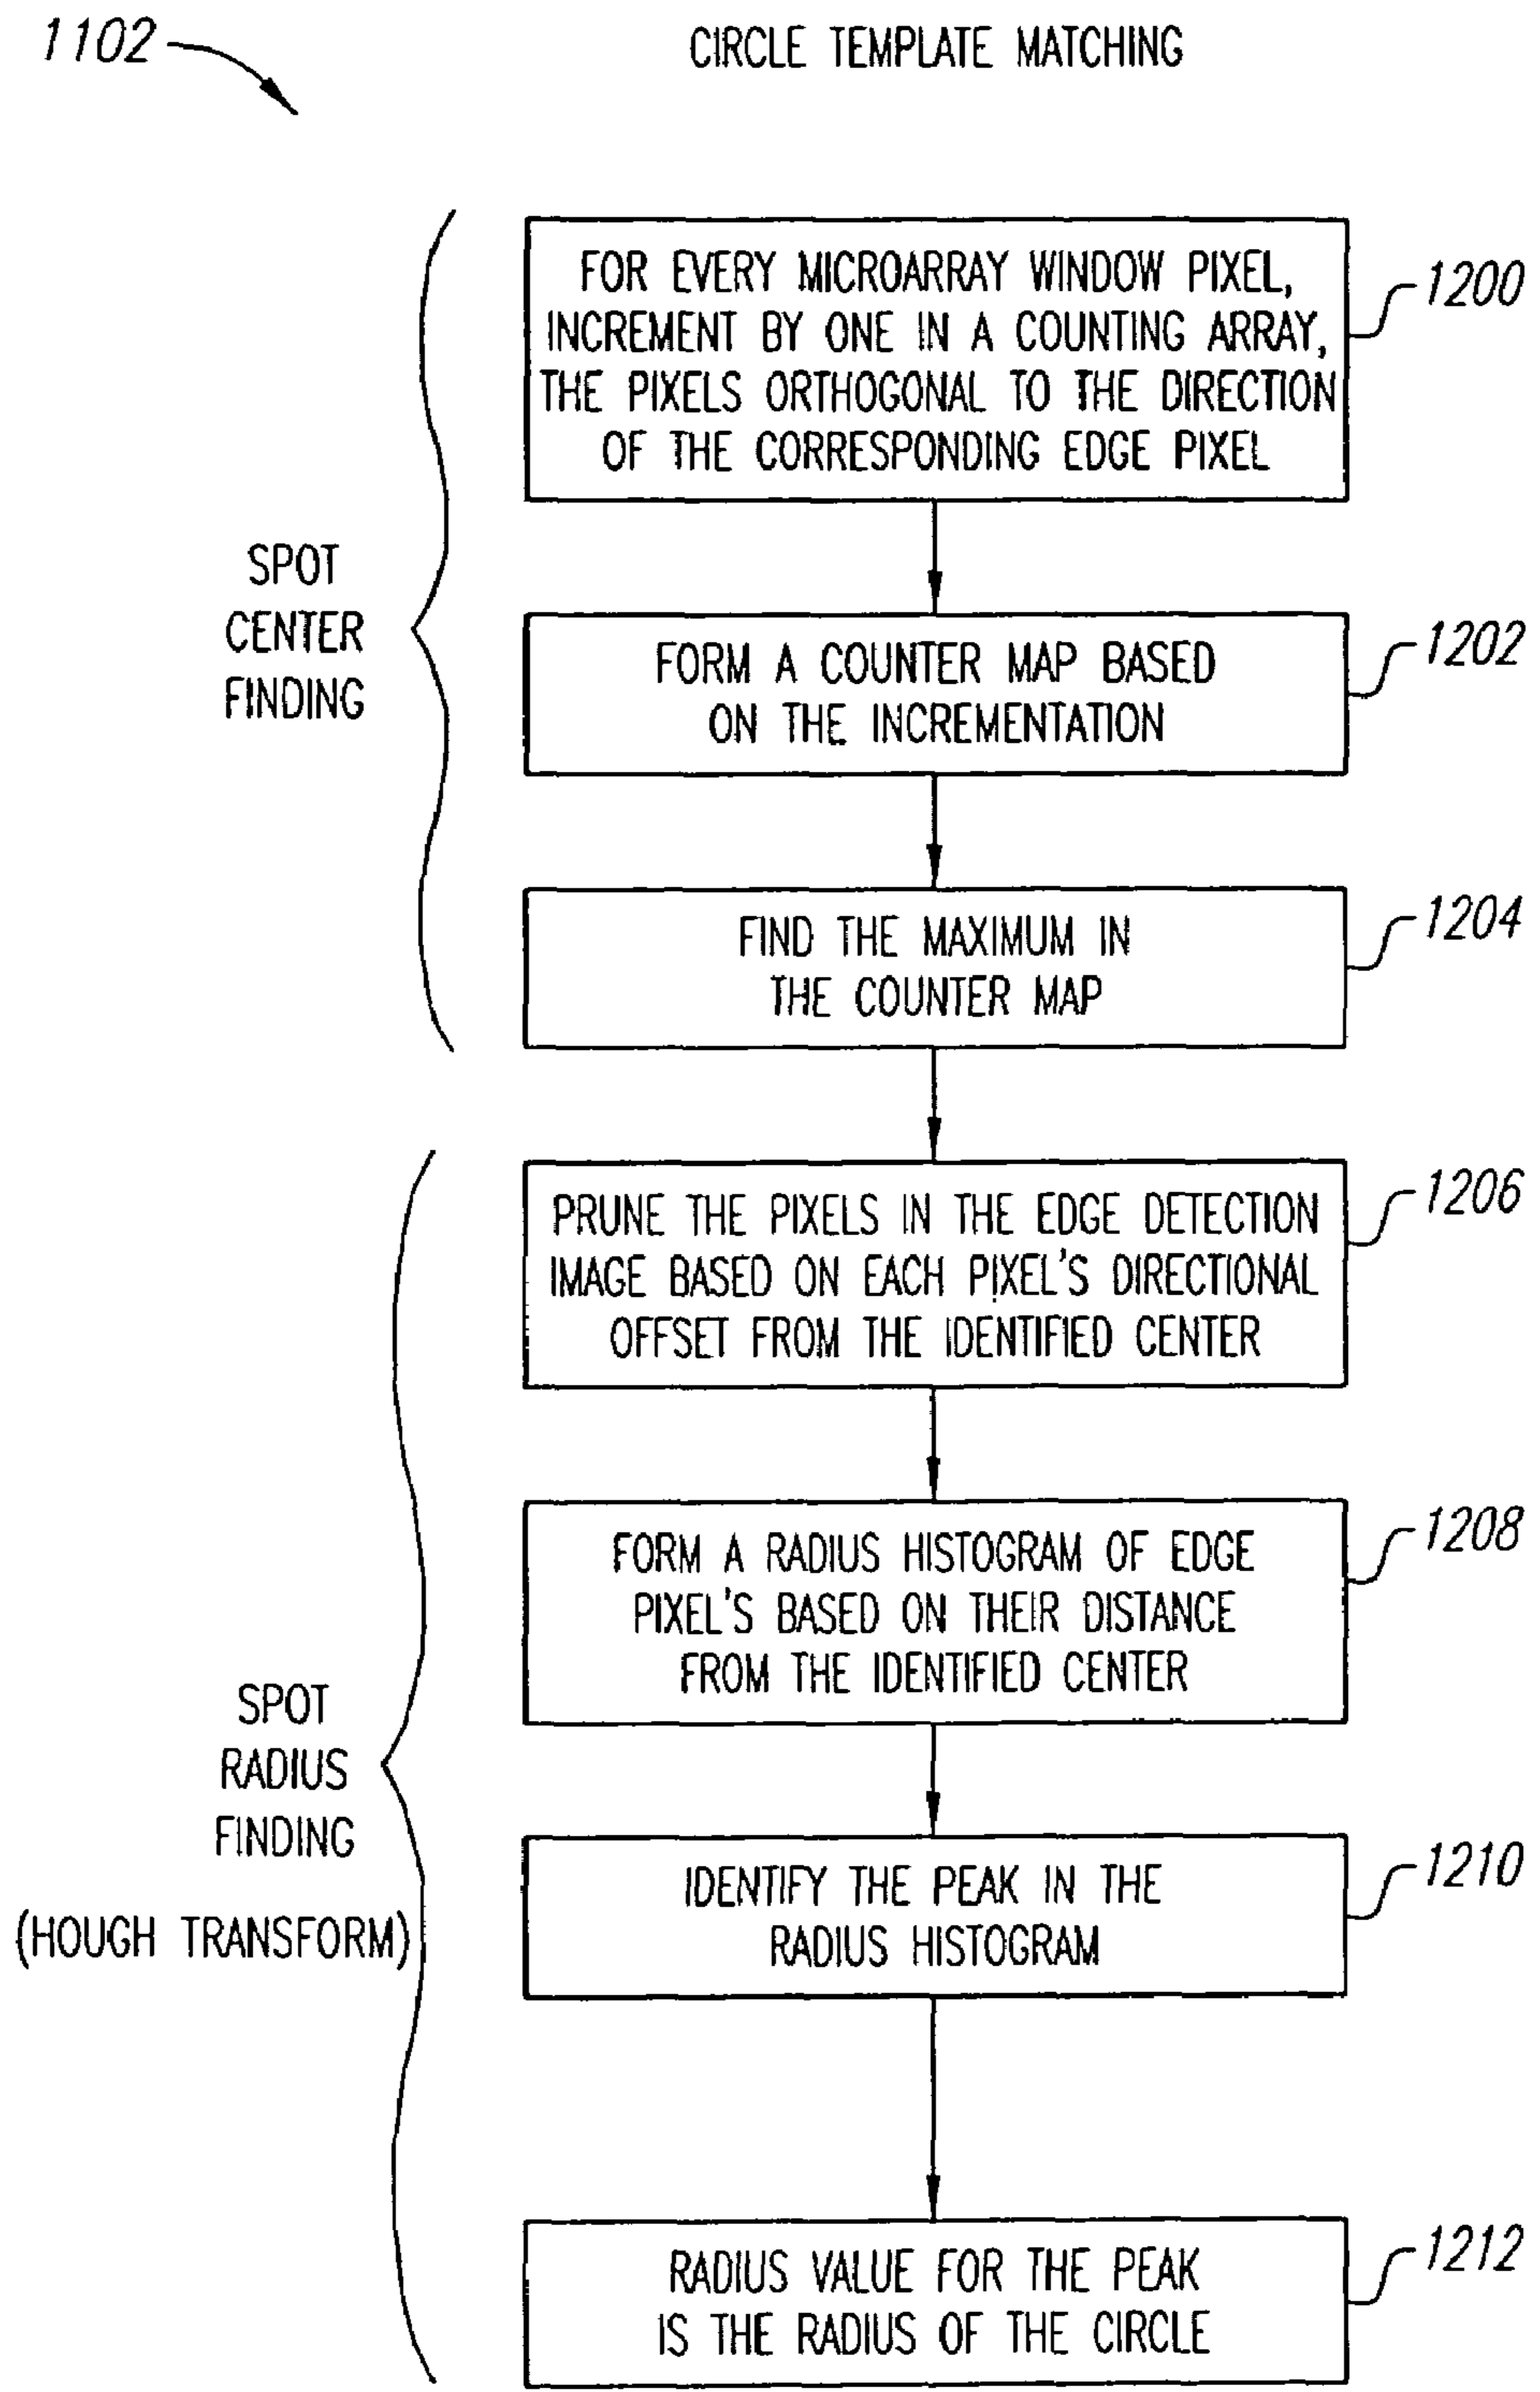 1102
CIRCLE TEMPLATE MATCHING
SPOT
CENTER
FINDING
FOR EVERY MICROARRAY WINDOW PIXEL,
INCREMENT BY ONE IN A COUNTING ARRAY,
THE PIXELS ORTHOGONAL TO THE DIRECTION
OF THE CORRESPONDING EDGE PIXEL
1200
FORM A COUNTER MAP BASED
ON THE INCREMENTATION
1202
FIND THE MAXIMUM IN
THE COUNTER MAP
1204
SPOT
RADIUS
FINDING
(HOUGH TRANSFORM)
PRUNE THE PIXELS IN THE EDGE DETECTION
IMAGE BASED ON EACH PIXEL'S DIRECTIONAL
OFFSET FROM THE IDENTIFIED CENTER
1206
FORM A RADIUS HISTOGRAM OF EDGE
PIXEL'S BASED ON THEIR DISTANCE
FROM THE IDENTIFIED CENTER
1208
IDENTIFY THE PEAK IN THE
RADIUS HISTOGRAM
1210
RADIUS VALUE FOR THE PEAK
IS THE RADIUS OF THE CIRCLE
1212